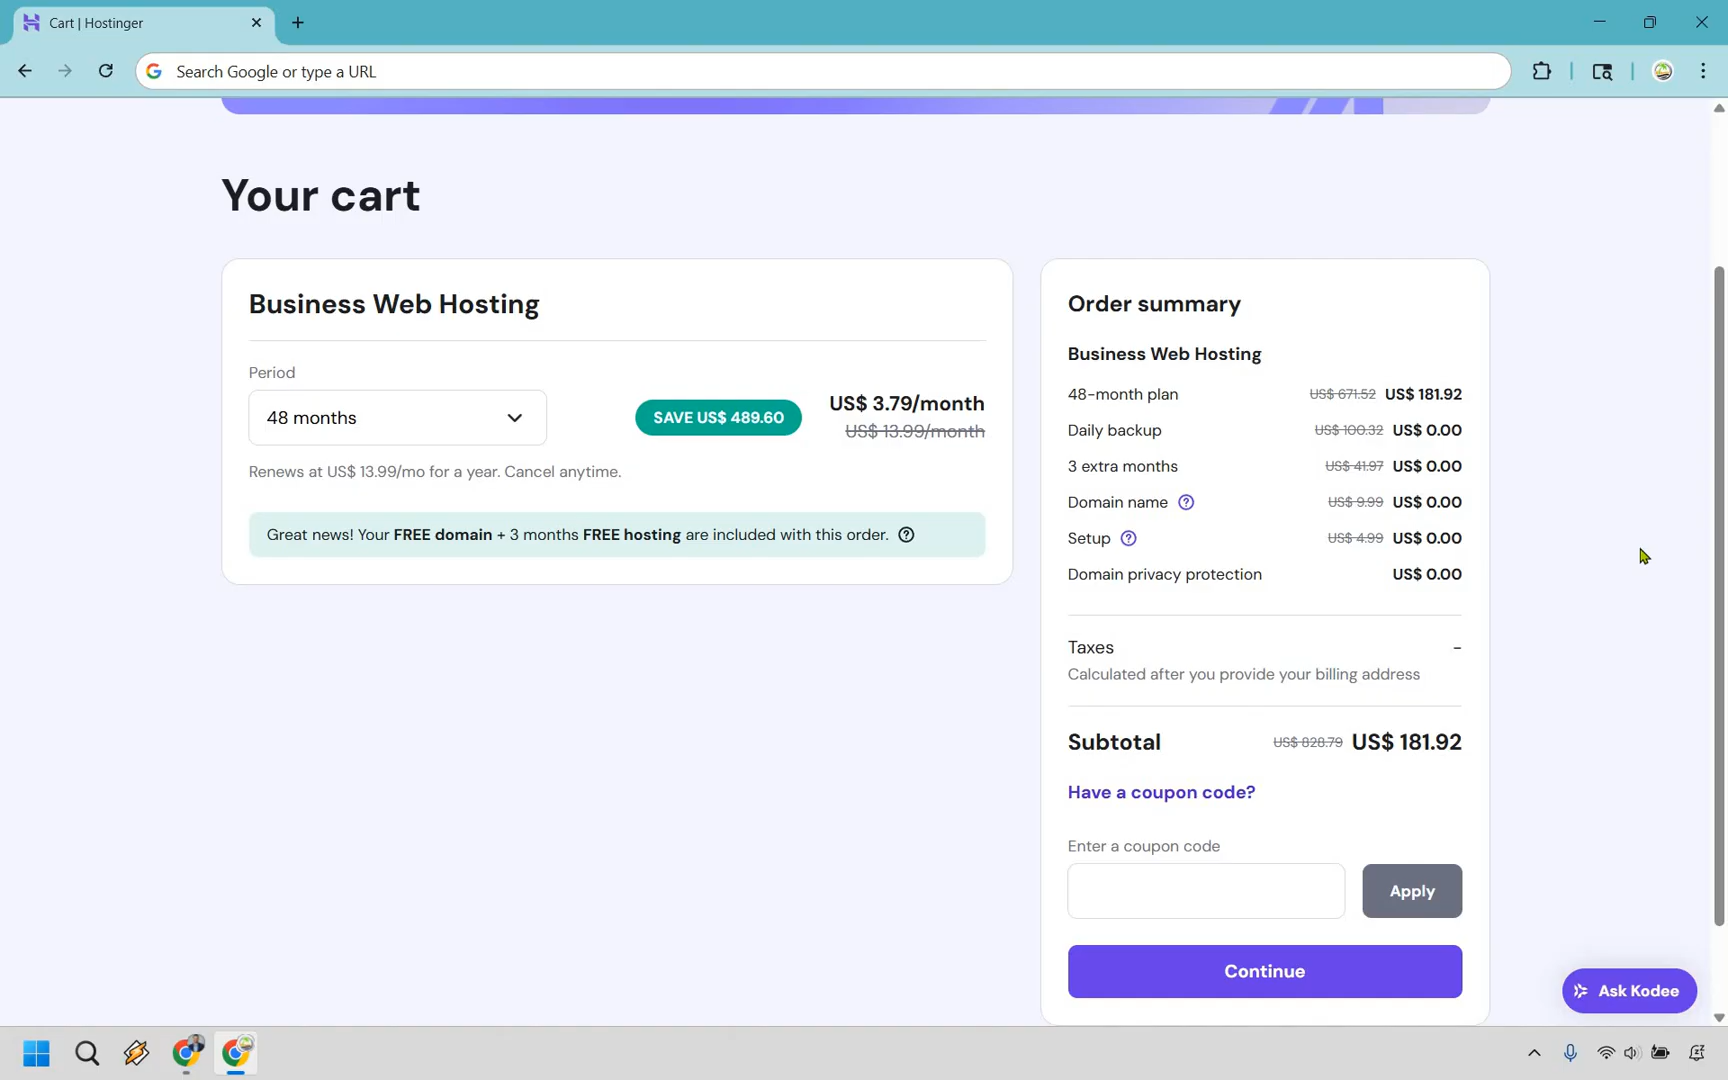 Cart | Hostinger
Search Google or type a URL
Your cart
Business Web Hosting
Period
48 months
SAVE US$ 489.60
US$ 3.79/month
US$ 13.99/month
Renews at US$ 13.99/mo for a year. Cancel anytime.
Great news! Your FREE domain + 3 months FREE hosting are included with this order.
Order summary
Business Web Hosting
48-month plan US$ 671.52 US$ 181.92
Daily backup US$ 100.32 US$ 0.00
3 extra months US$ 41.97 US$ 0.00
Domain name US$ 9.99 US$ 0.00
Setup US$ 4.99 US$ 0.00
Domain privacy protection US$ 0.00
Taxes -
Calculated after you provide your billing address
Subtotal US$ 828.79 US$ 181.92
Have a coupon code?
Enter a coupon code
Apply
Continue
Ask Kodee